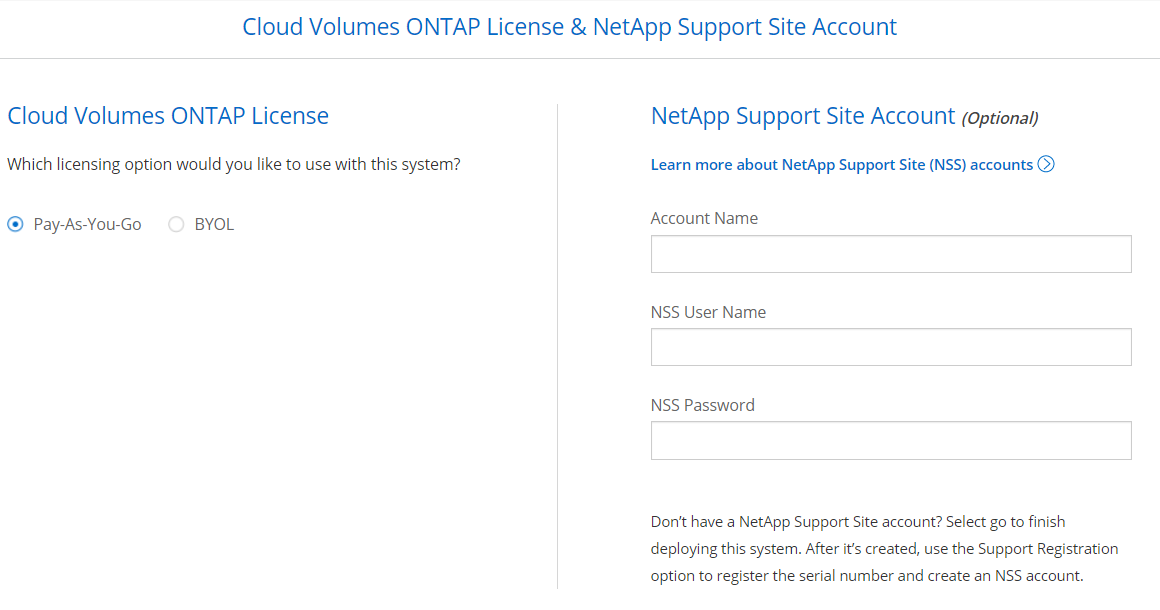 Cloud Volumes ONTAP License & NetApp Support Site Account
Cloud Volumes ONTAP License
Which licensing option would you like to use with this system?
Pay-As-You-Go BYOL
NetApp Support Site Account (Optional)
Learn more about NetApp Support Site (NSS) accounts
Account Name
NSS User Name
NSS Password
Don’t have a NetApp Support Site account? Select go to finish
deploying this system. After it’s created, use the Support Registration
option to register the serial number and create an NSS account.